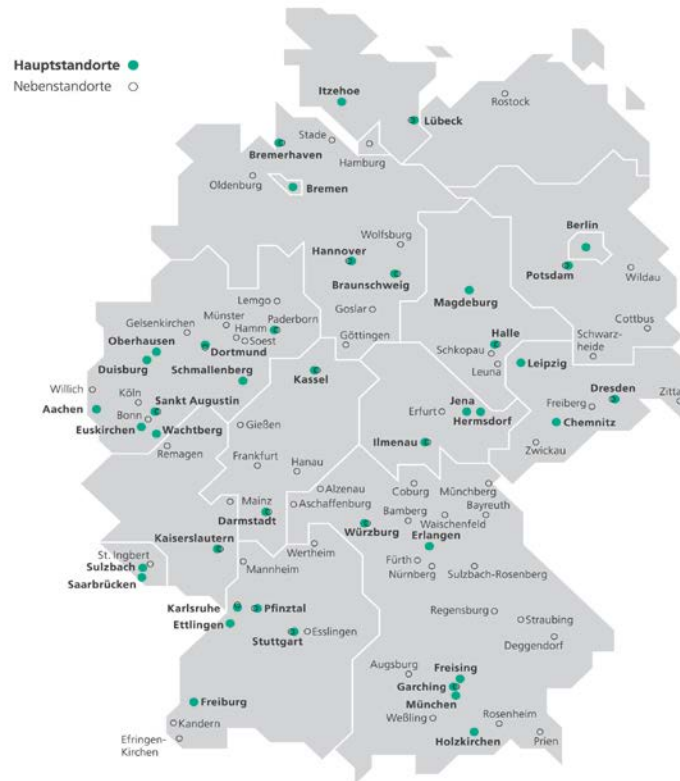 Hauptstandorte
Nebenstandorte
Itzehoe
Rostock
Lübeck
Stade
Bremerhaven
Hamburg
Oldenburg
Bremen
Wolfsburg
Berlin
Hannover
Potsdam
Wildau
Braunschweig
Magdeburg
Lemgo
Goslar
Münster
Paderborn
Cottbus
Gelsenkirchen
Hamm
Göttingen
Halle
Schwarz-
heide
Oberhausen
Soest
Dortmund
Schkopau
Leipzig
Duisburg
Schmallenberg
Kassel
Leuna
Willich
Dresden
Köln
Sankt Augustin
Jena
Zitta
Aachen
Bonn
Erfurt
Freiberg
Hermsdorf
Chemnitz
Euskirchen
Wachtberg
Gießen
Ilmenau
Remagen
Zwickau
Frankfurt
Hanau
Alzenau
Coburg
Münchberg
Mainz
Aschaffenburg
Bamberg
Bayreuth
Darmstadt
Würzburg
Waischenfeld
Kaiserslautern
Erlangen
St. Ingbert
Wertheim
Fürth
Sulzbach
Mannheim
Nürnberg
Sulzbach-Rosenberg
Saarbrücken
Karlsruhe
Pfinztal
Regensburg
Straubing
Ettlingen
Esslingen
Stuttgart
Deggendorf
Augsburg
Freising
Garching
Freiburg
München
Kandern
Weßling
Rosenheim
Efringen-
Kirchen
Holzkirchen
Prien